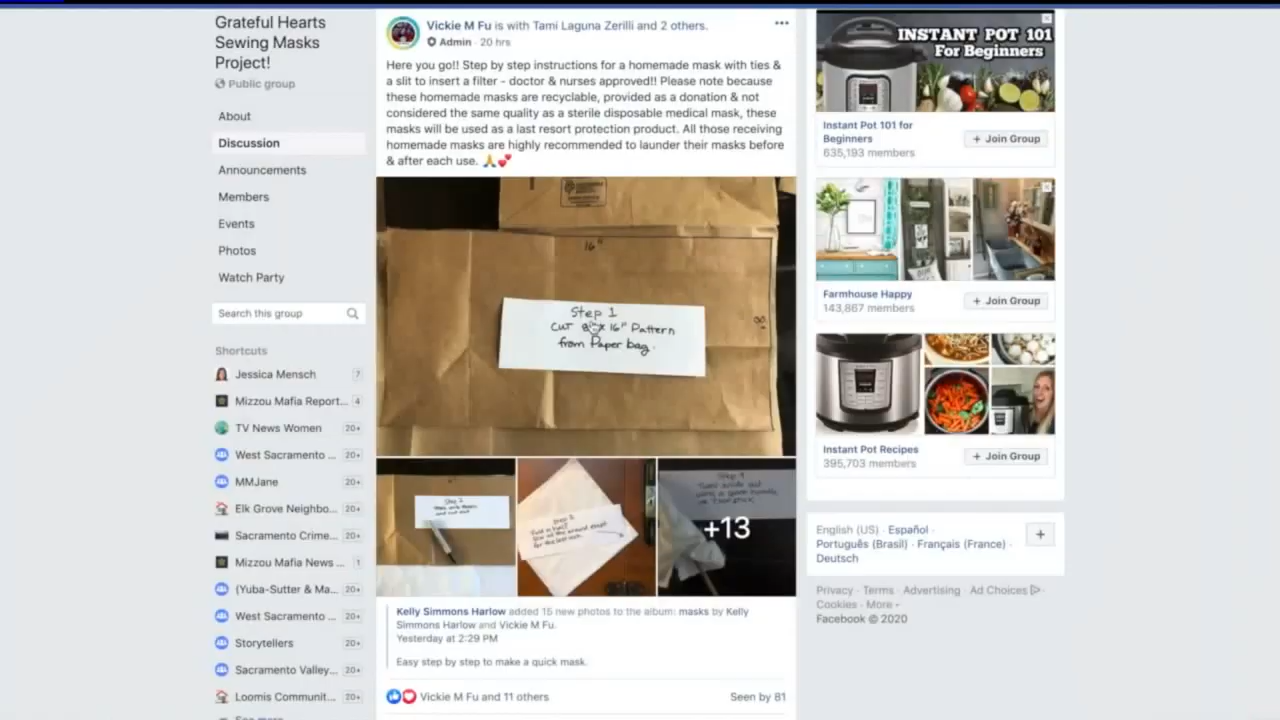 Grateful Hearts
Sewing Masks
Project!
Public group
About
Discussion
Announcements
Members
Events
Photos
Watch Party
Search this group
Shortcuts
Jessica Mensch 7
Mizzou Mafia Report... 4
TV News Women 20+
West Sacramento ... 20+
MMJane 20+
Elk Grove Neighbo... 20+
Sacramento Crime... 20+
Mizzou Mafia News ... 1
(Yuba-Sutter & Ma... 20+
West Sacramento ... 20+
Storytellers 20+
Sacramento Valley... 20+
Loomis Communit... 20+
Vickie M Fu is with Tami Laguna Zerilli and 2 others.
Admin · 20 hrs
Here you go!! Step by step instructions for a homemade mask with ties &
a slit to insert a filter - doctor & nurses approved!! Please note because
these homemade masks are recyclable, provided as a donation & not
considered the same quality as a sterile disposable medical mask, these
masks will be used as a last resort protection product. All those receiving
homemade masks are highly recommended to launder their masks before
& after each use. 🙏💕
16"
8"
Step 1
Cut 8" x 16" Pattern
from Paper bag.
Step 2
Step 3
Step 4
+13
Kelly Simmons Harlow added 15 new photos to the album: masks by Kelly
Simmons Harlow and Vickie M Fu.
Yesterday at 2:29 PM
Easy step by step to make a quick mask.
Vickie M Fu and 11 others
Seen by 81
INSTANT POT 101
For Beginners
Instant Pot 101 for
Beginners
635,193 members
+ Join Group
Farmhouse Happy
143,867 members
+ Join Group
Instant Pot Recipes
395,703 members
+ Join Group
English (US) · Español ·
Português (Brasil) · Français (France) ·
Deutsch
+
Privacy · Terms · Advertising · Ad Choices ·
Cookies · More
Facebook © 2020